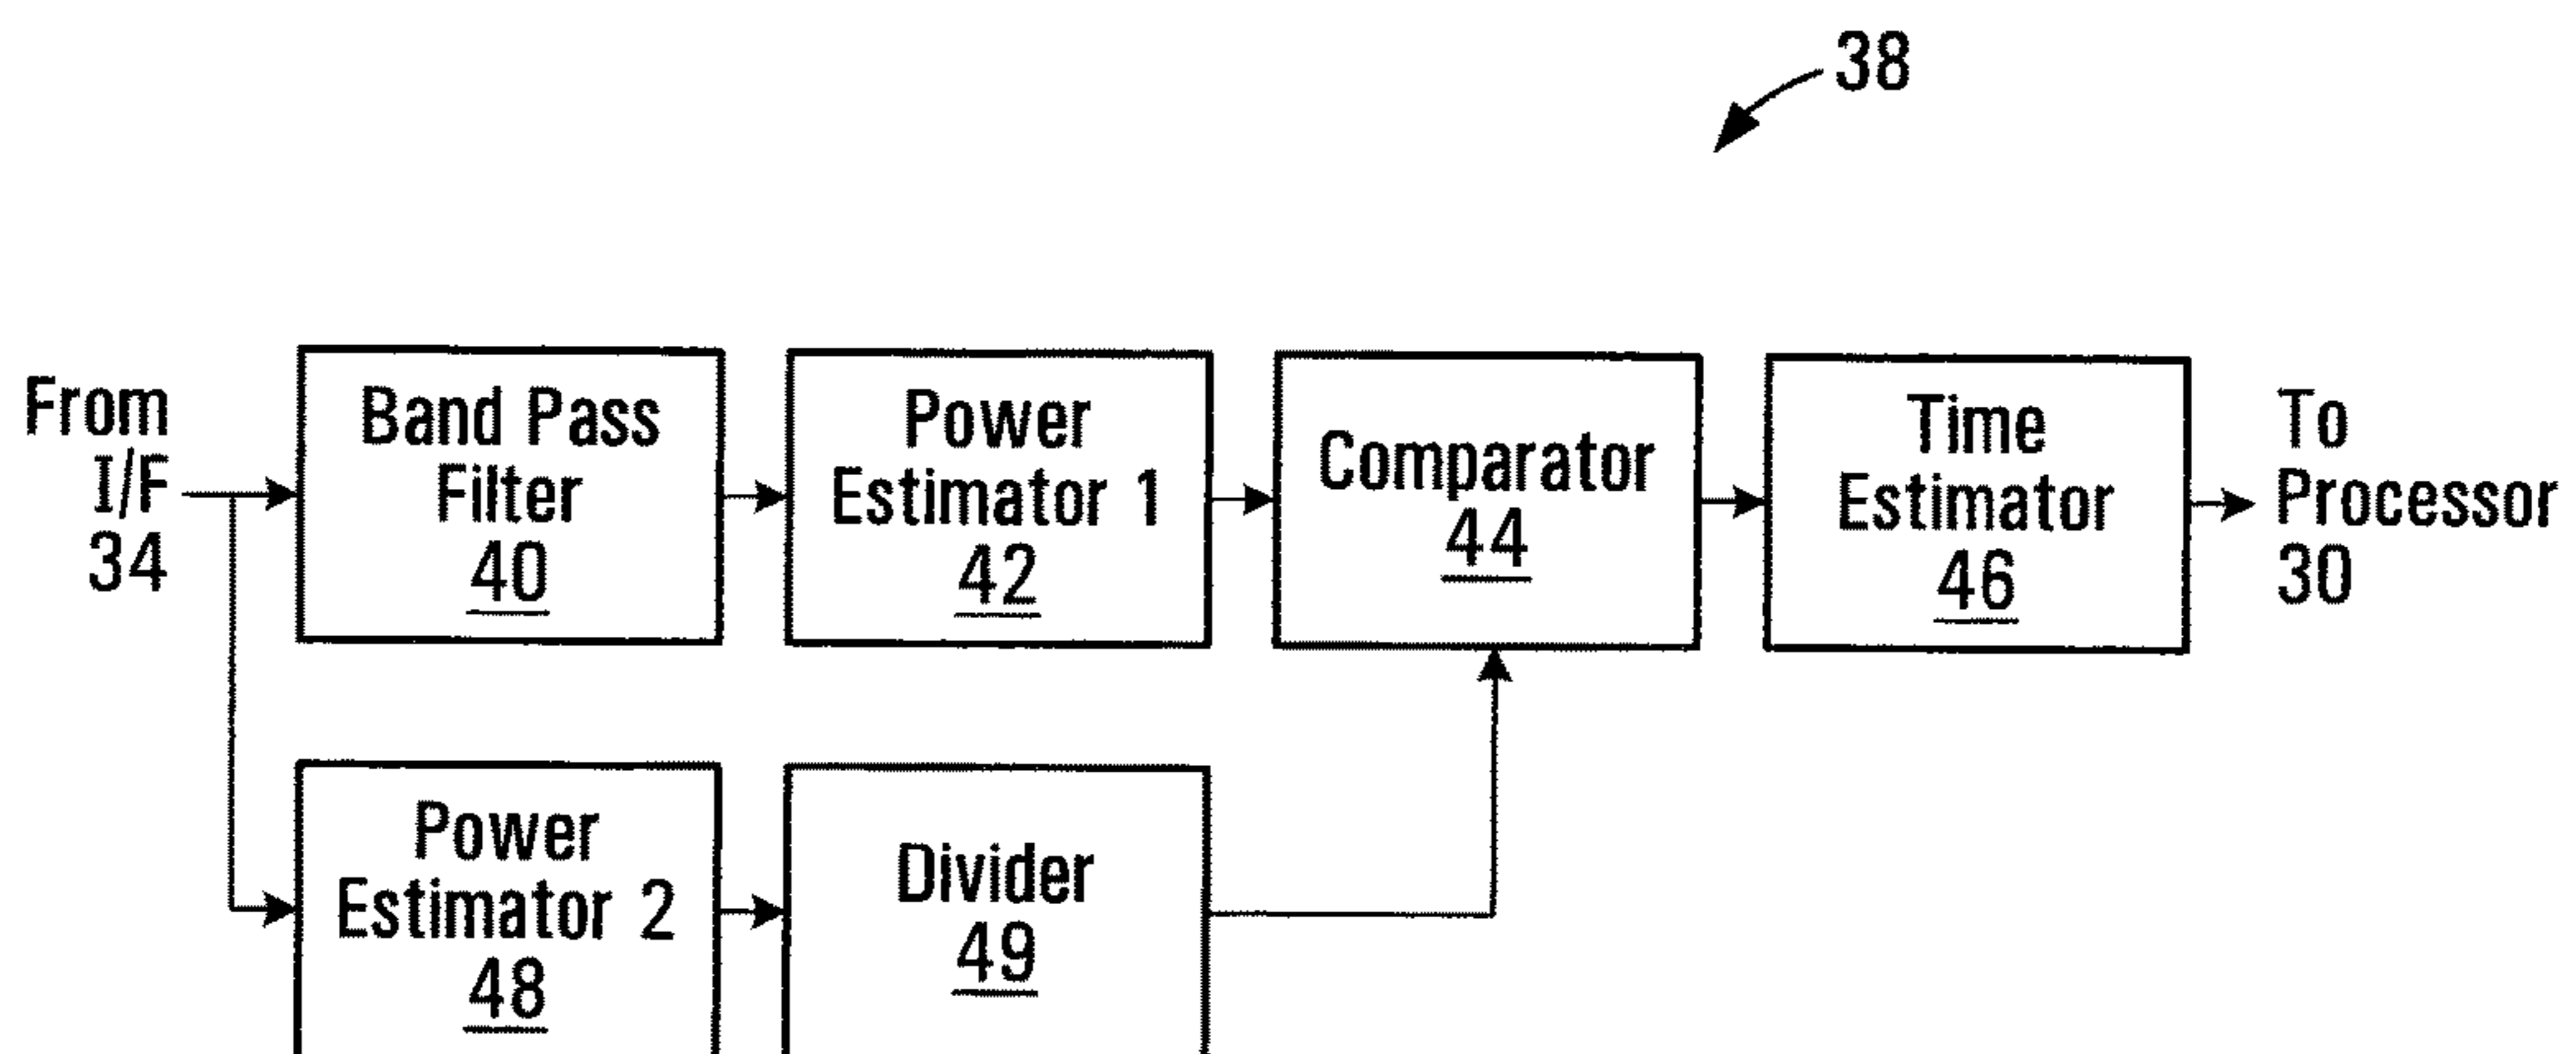 38
From
I/F
34
Band Pass
Filter
40
Power
Estimator 1
42
Comparator
44
Time
Estimator
46
To
Processor
30
Power
Estimator 2
48
Divider
49